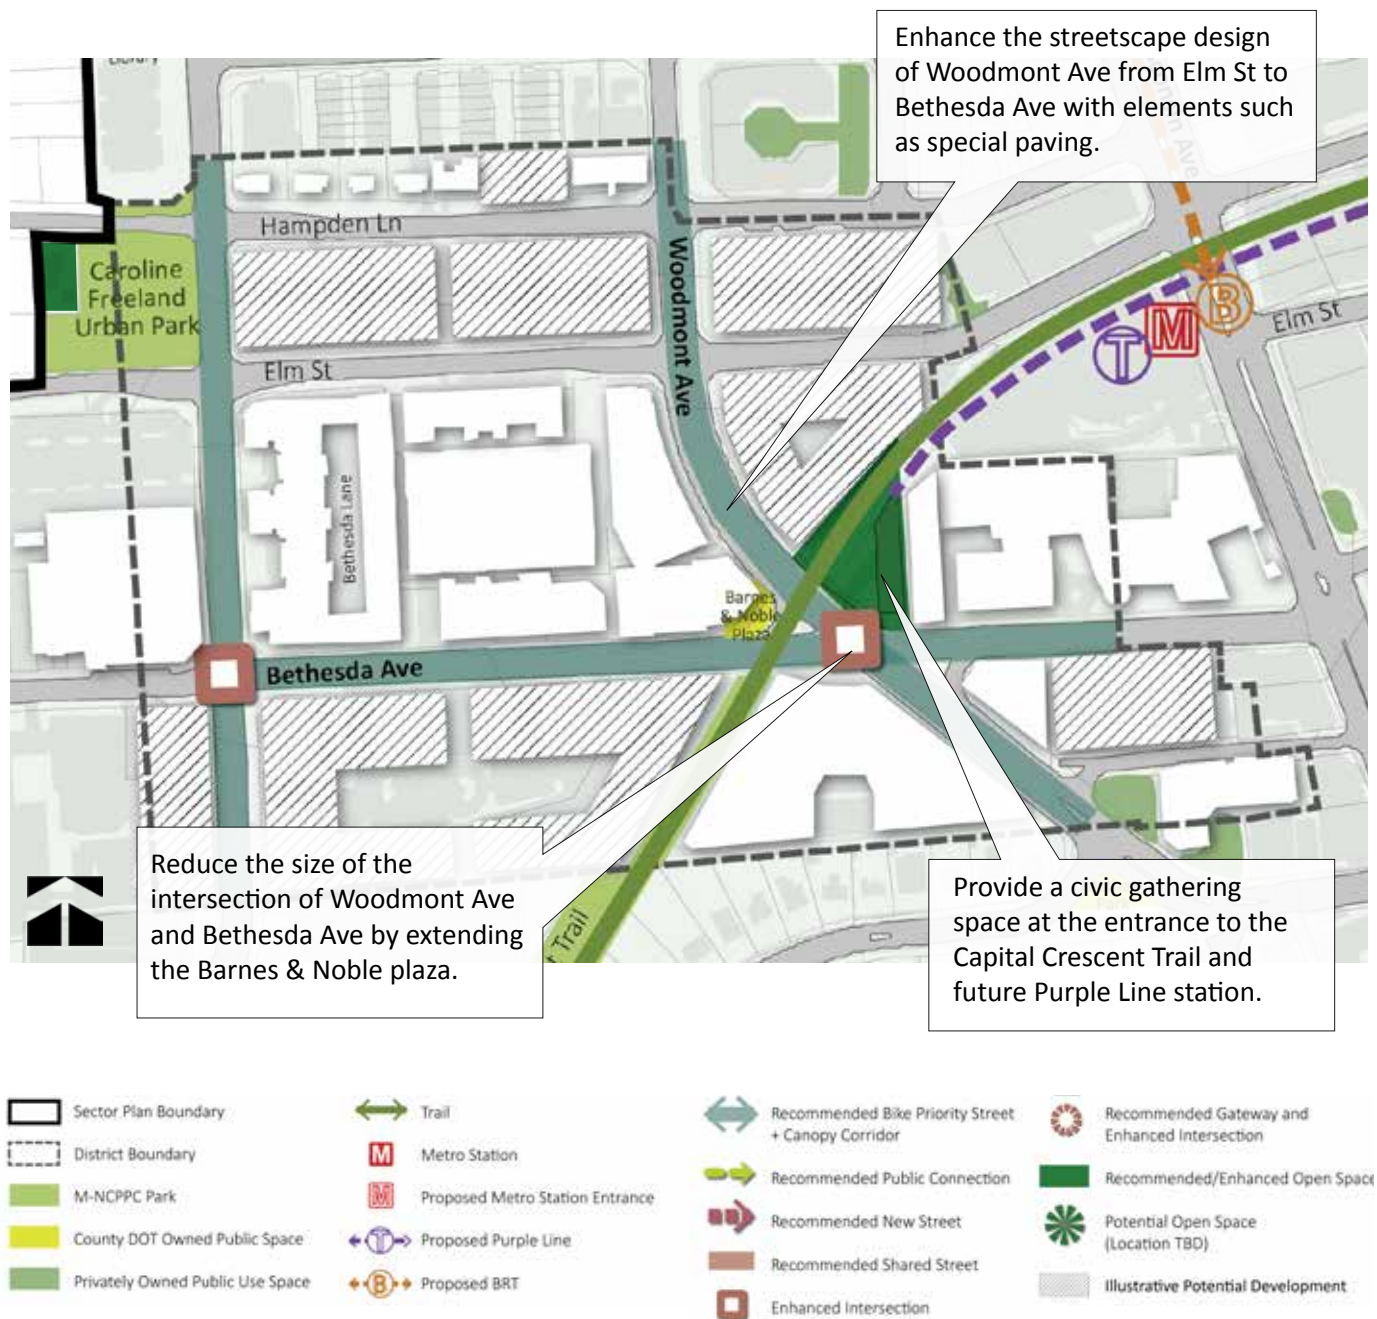 Enhance the streetscape design
of Woodmont Ave from Elm St to
Bethesda Ave with elements such
as special paving.
Library
Hampden Ln
Woodmont Ave
Caroline
Freeland
Urban Park
Elm St
Elm St
B
M
T
Bethesda Lane
Barnes
& Noble
Plaza
Bethesda Ave
Reduce the size of the
intersection of Woodmont Ave
and Bethesda Ave by extending
the Barnes & Noble plaza.
Trail
Provide a civic gathering
space at the entrance to the
Capital Crescent Trail and
future Purple Line station.
Sector Plan Boundary
District Boundary
M-NCPPC Park
County DOT Owned Public Space
Privately Owned Public Use Space
Trail
M Metro Station
M Proposed Metro Station Entrance
T Proposed Purple Line
B Proposed BRT
Recommended Bike Priority Street
+ Canopy Corridor
Recommended Public Connection
Recommended New Street
Recommended Shared Street
Enhanced Intersection
Recommended Gateway and
Enhanced Intersection
Recommended/Enhanced Open Space
Potential Open Space
(Location TBD)
Illustrative Potential Development